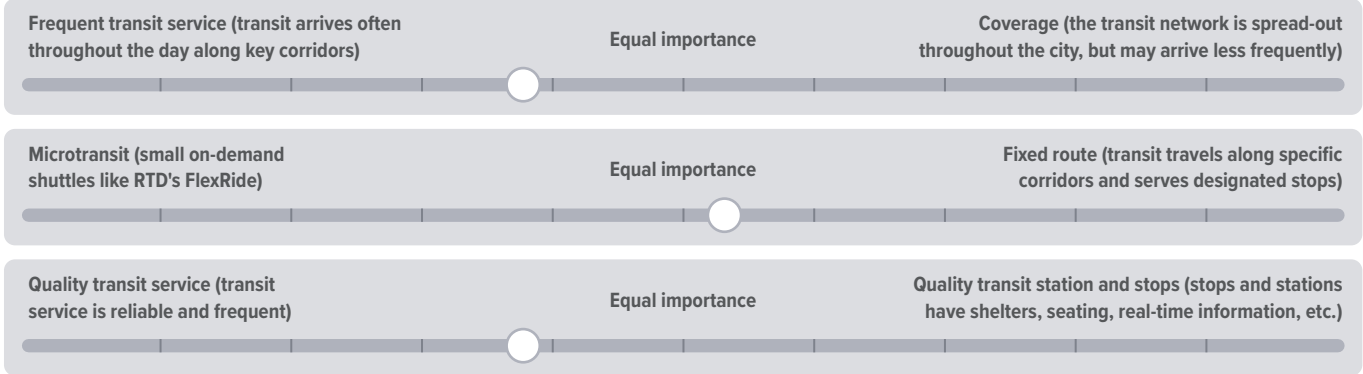 Frequent transit service (transit arrives often
throughout the day along key corridors)
Equal importance
Coverage (the transit network is spread-out
throughout the city, but may arrive less frequently)
Microtransit (small on-demand
shuttles like RTD's FlexRide)
Equal importance
Fixed route (transit travels along specific
corridors and serves designated stops)
Quality transit service (transit
service is reliable and frequent)
Equal importance
Quality transit station and stops (stops and stations
have shelters, seating, real-time information, etc.)